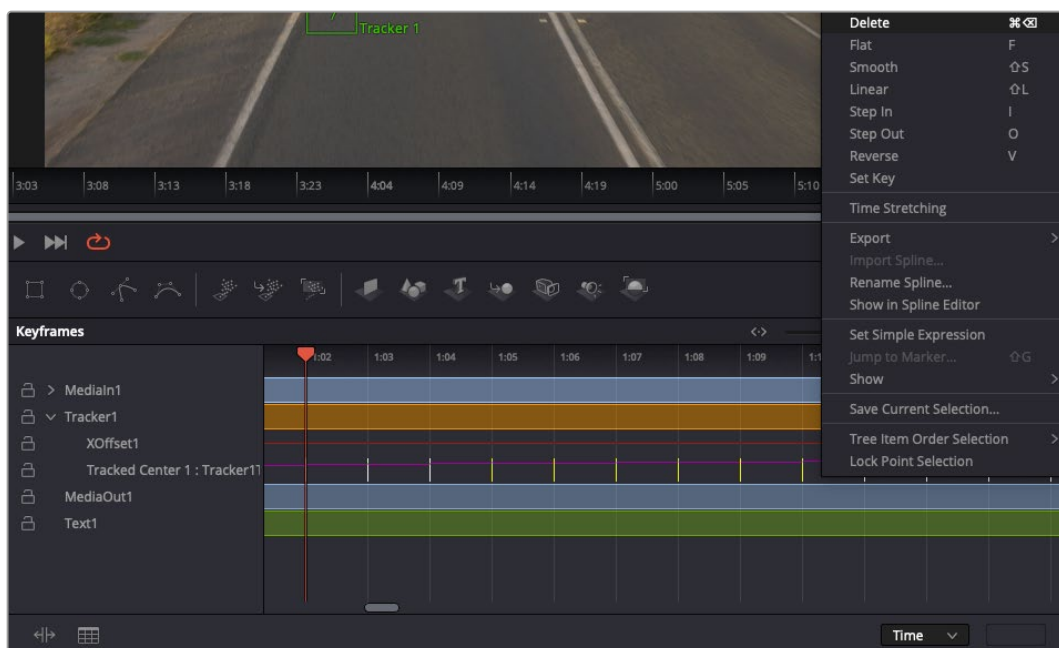 Tracker 1
Delete ⌘⌫
Flat F
Smooth ⇧S
Linear ⇧L
Step In I
Step Out O
Reverse V
Set Key
Time Stretching
Export
Import Spline...
Rename Spline...
Show in Spline Editor
Set Simple Expression
Jump to Marker... ⇧G
Show
Save Current Selection...
Tree Item Order Selection
Lock Point Selection
3:03 3:08 3:13 3:18 3:23 4:04 4:09 4:14 4:19 5:00 5:05 5:10
Keyframes
1:02 1:03 1:04 1:05 1:06 1:07 1:08 1:09
MediaIn1
Tracker1
XOffset1
Tracked Center 1 : Tracker1
MediaOut1
Text1
Time